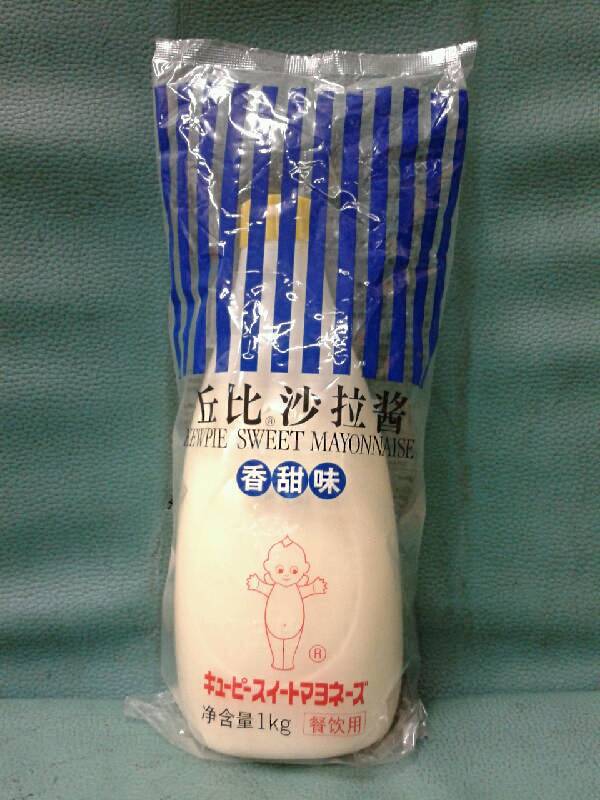 丘比®沙拉酱
KEWPIE SWEET MAYONNAISE
香甜味
®
キューピースイートマヨネーズ
净含量1kg 餐饮用